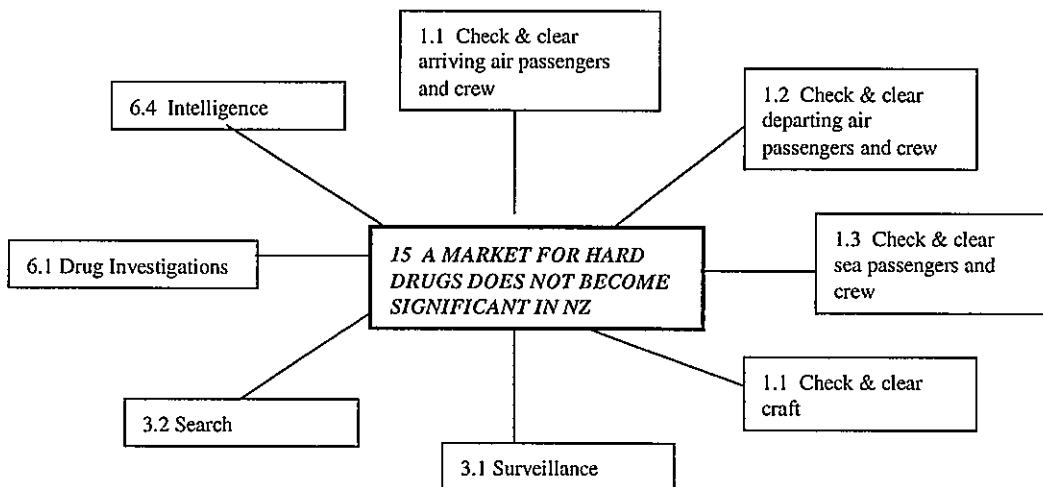 1.1 Check & clear
arriving air passengers
and crew
6.4 Intelligence
1.2 Check & clear
departing air
passengers and crew
6.1 Drug Investigations
15 A MARKET FOR HARD
DRUGS DOES NOT BECOME
SIGNIFICANT IN NZ
1.3 Check & clear
sea passengers and
crew
3.2 Search
1.1 Check & clear
craft
3.1 Surveillance